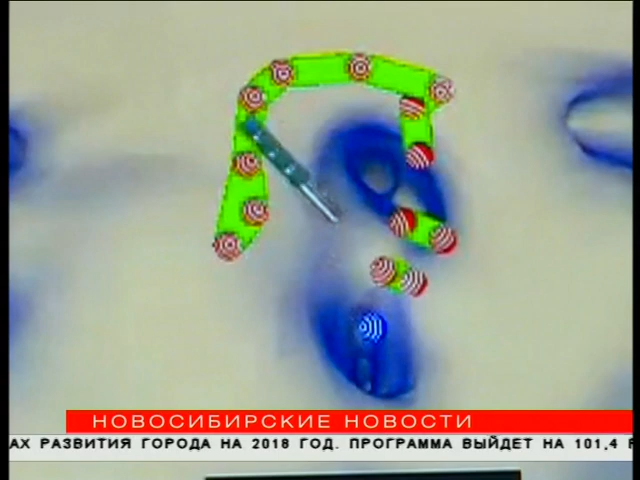 НОВОСИБИРСКИЕ НОВОСТИ
АХ РАЗВИТИЯ ГОРОДА НА 2018 ГОД. ПРОГРАММА ВЫЙДЕТ НА 101,4